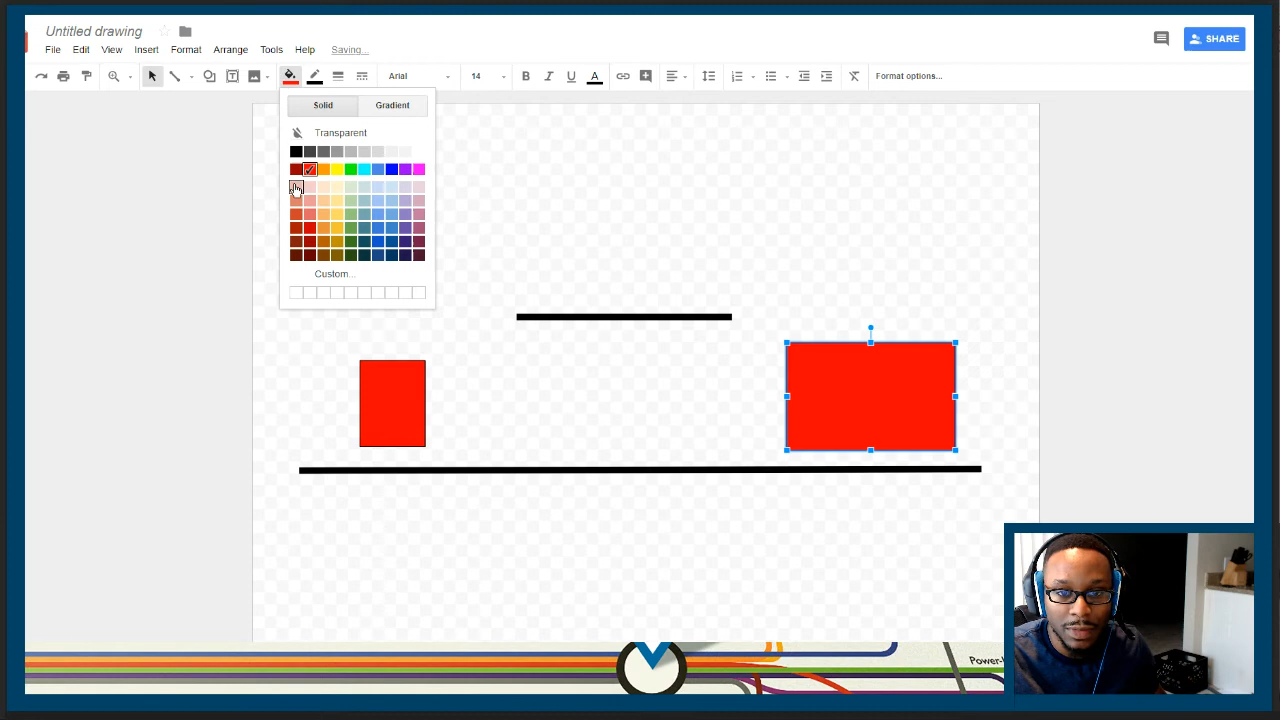 Untitled drawing
File Edit View Insert Format Arrange Tools Help Saving...
SHARE
Arial 14 B I U A Format options...
Solid Gradient
Transparent
Custom...